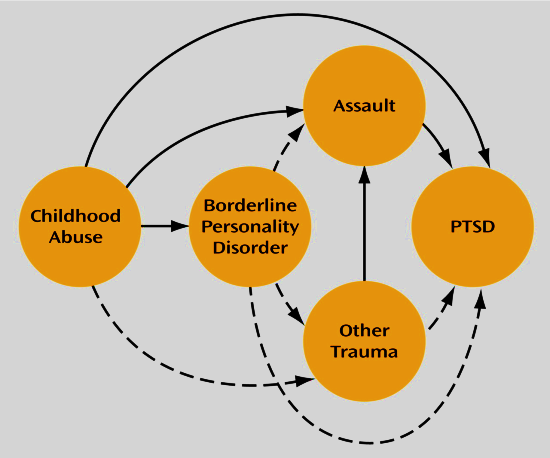 Childhood
Abuse
Borderline
Personality
Disorder
Assault
Other
Trauma
PTSD